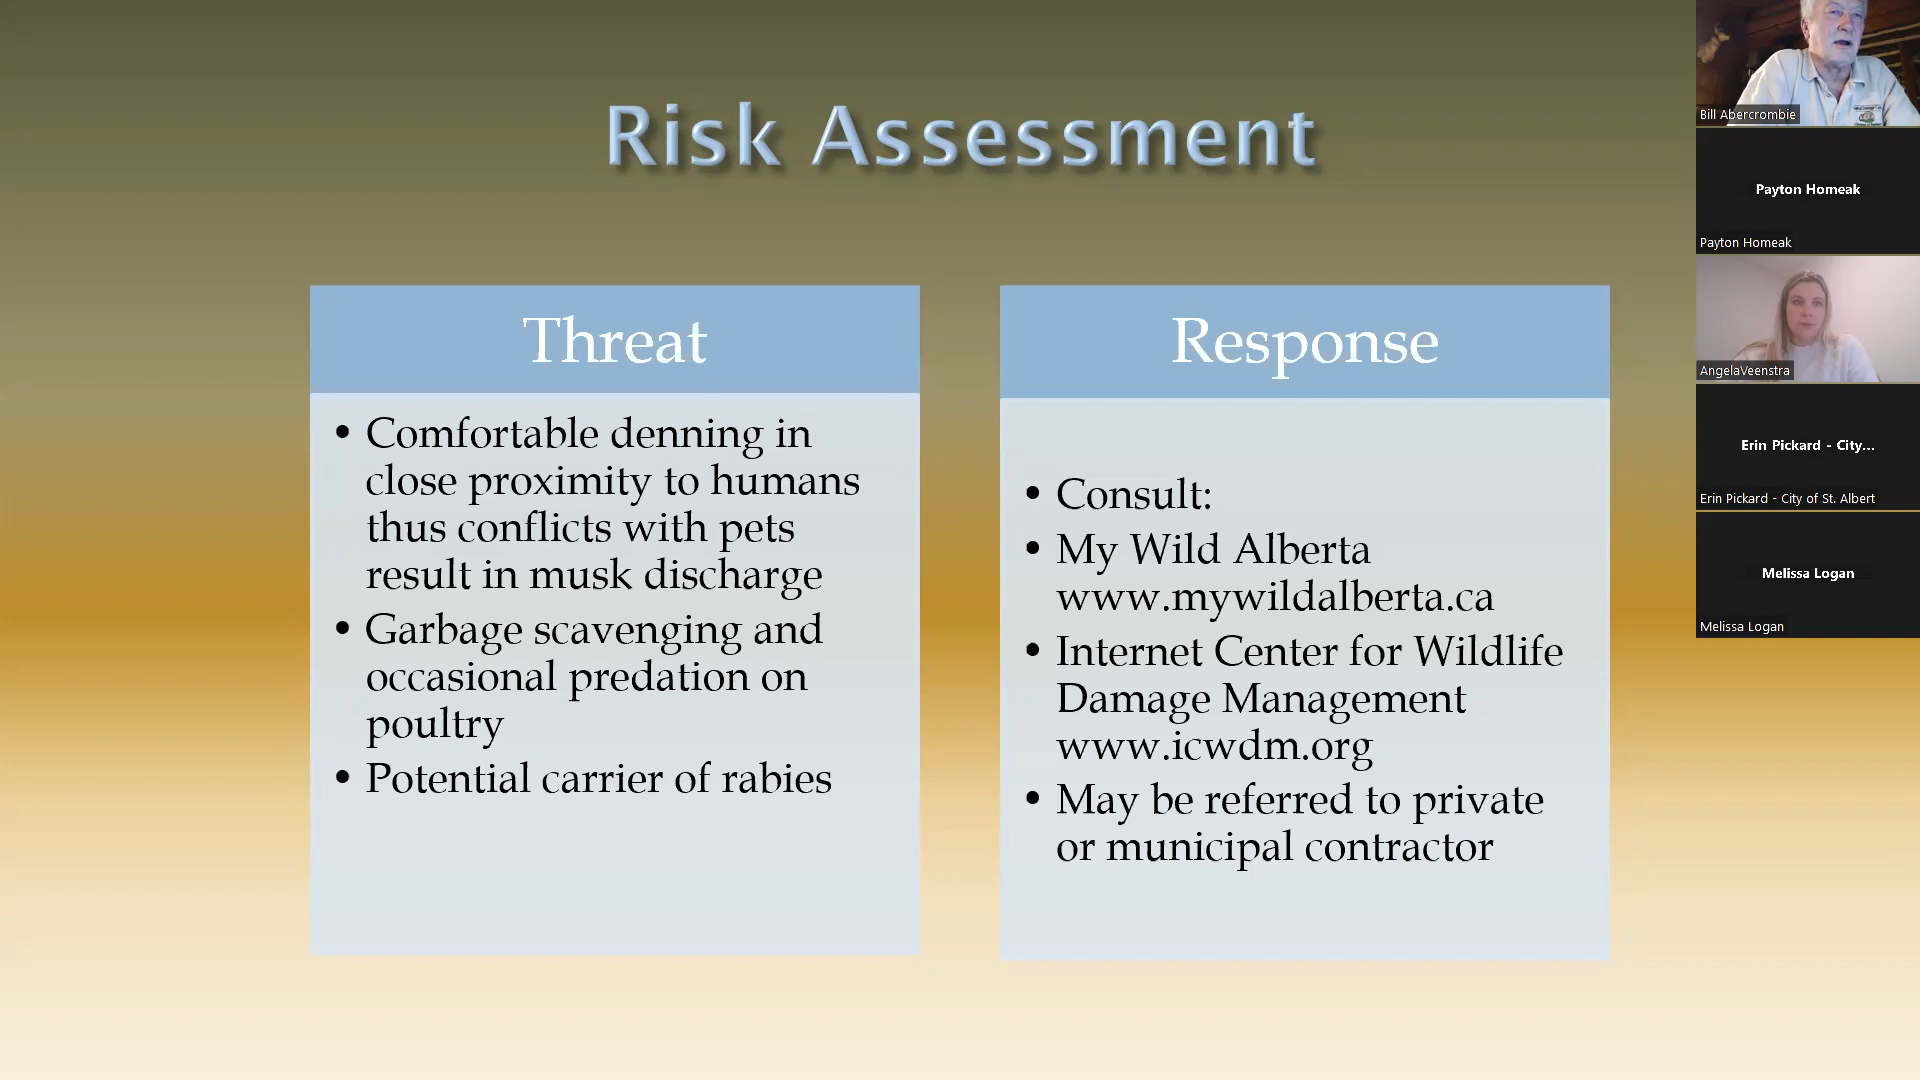 Risk Assessment
Threat
• Comfortable denning in
close proximity to humans
thus conflicts with pets
result in musk discharge
• Garbage scavenging and
occasional predation on
poultry
• Potential carrier of rabies
Response
• Consult:
• My Wild Alberta
www.mywildalberta.ca
• Internet Center for Wildlife
Damage Management
www.icwdm.org
• May be referred to private
or municipal contractor
Bill Abercrombie
Payton Homeak
Payton Homeak
AngelaVeenstra
Erin Pickard - City...
Erin Pickard - City of St. Albert
Melissa Logan
Melissa Logan